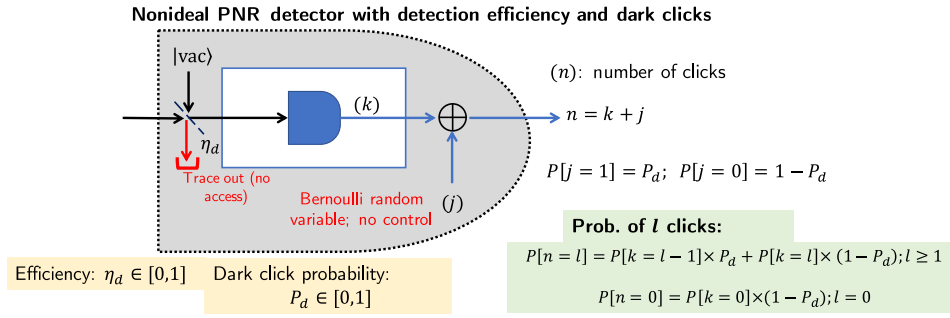 Nonideal PNR detector with detection efficiency and dark clicks
|vac⟩
(n): number of clicks
(k)
n = k + j
η_d
Trace out (no
access)
Bernoulli random
variable; no control
(j)
P[j = 1] = P_d; P[j = 0] = 1 − P_d
Prob. of l clicks:
P[n = l] = P[k = l − 1]× P_d + P[k = l] × (1 − P_d); l ≥ 1
P[n = 0] = P[k = 0]×(1 − P_d); l = 0
Efficiency: η_d ∈ [0,1]
Dark click probability:
P_d ∈ [0,1]